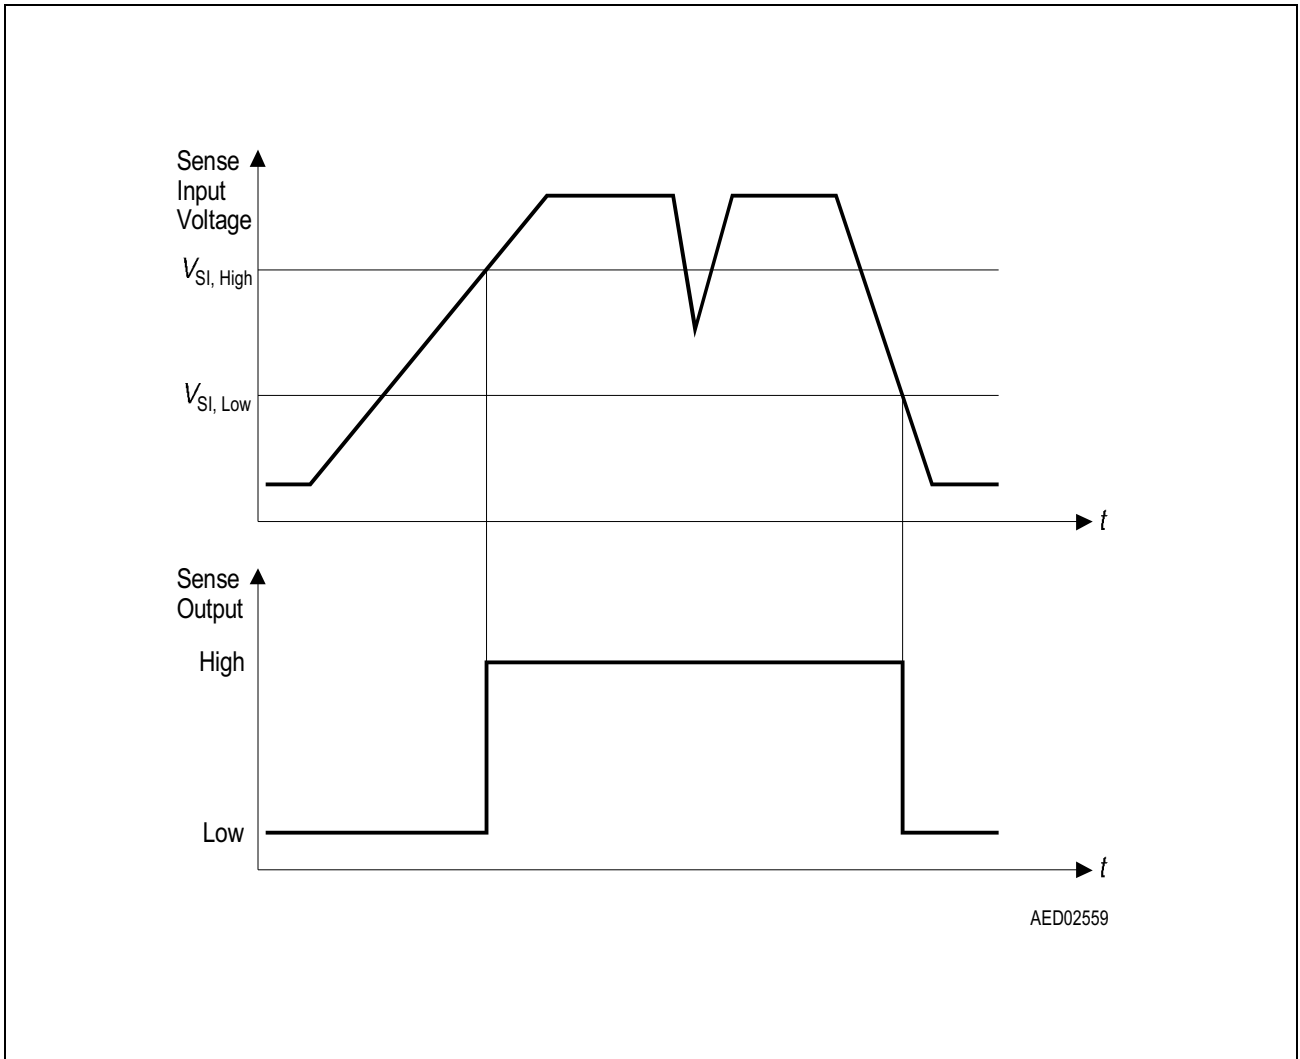 Sense
Input
Voltage
VSI, High
VSI, Low
t
Sense
Output
High
Low
t
AED02559